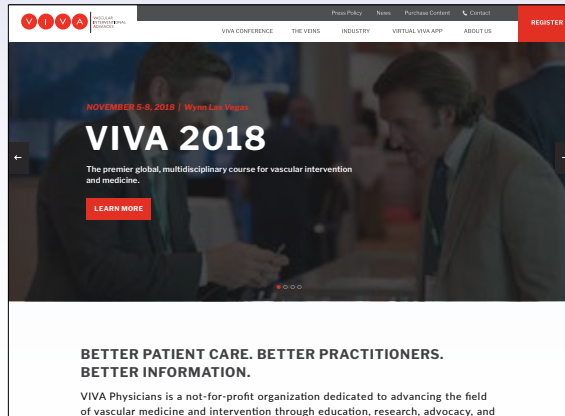 VIVA
VASCULAR
INTERVENTIONAL
ADVANCES
Press Policy News Purchase Content Contact
REGISTER
VIVA CONFERENCE THE VEINS INDUSTRY VIRTUAL VIVA APP ABOUT US
NOVEMBER 5-8, 2018 | Wynn Las Vegas
VIVA 2018
The premier global, multidisciplinary course for vascular intervention
and medicine.
LEARN MORE
BETTER PATIENT CARE. BETTER PRACTITIONERS.
BETTER INFORMATION.
VIVA Physicians is a not-for-profit organization dedicated to advancing the field
of vascular medicine and intervention through education, research, advocacy, and